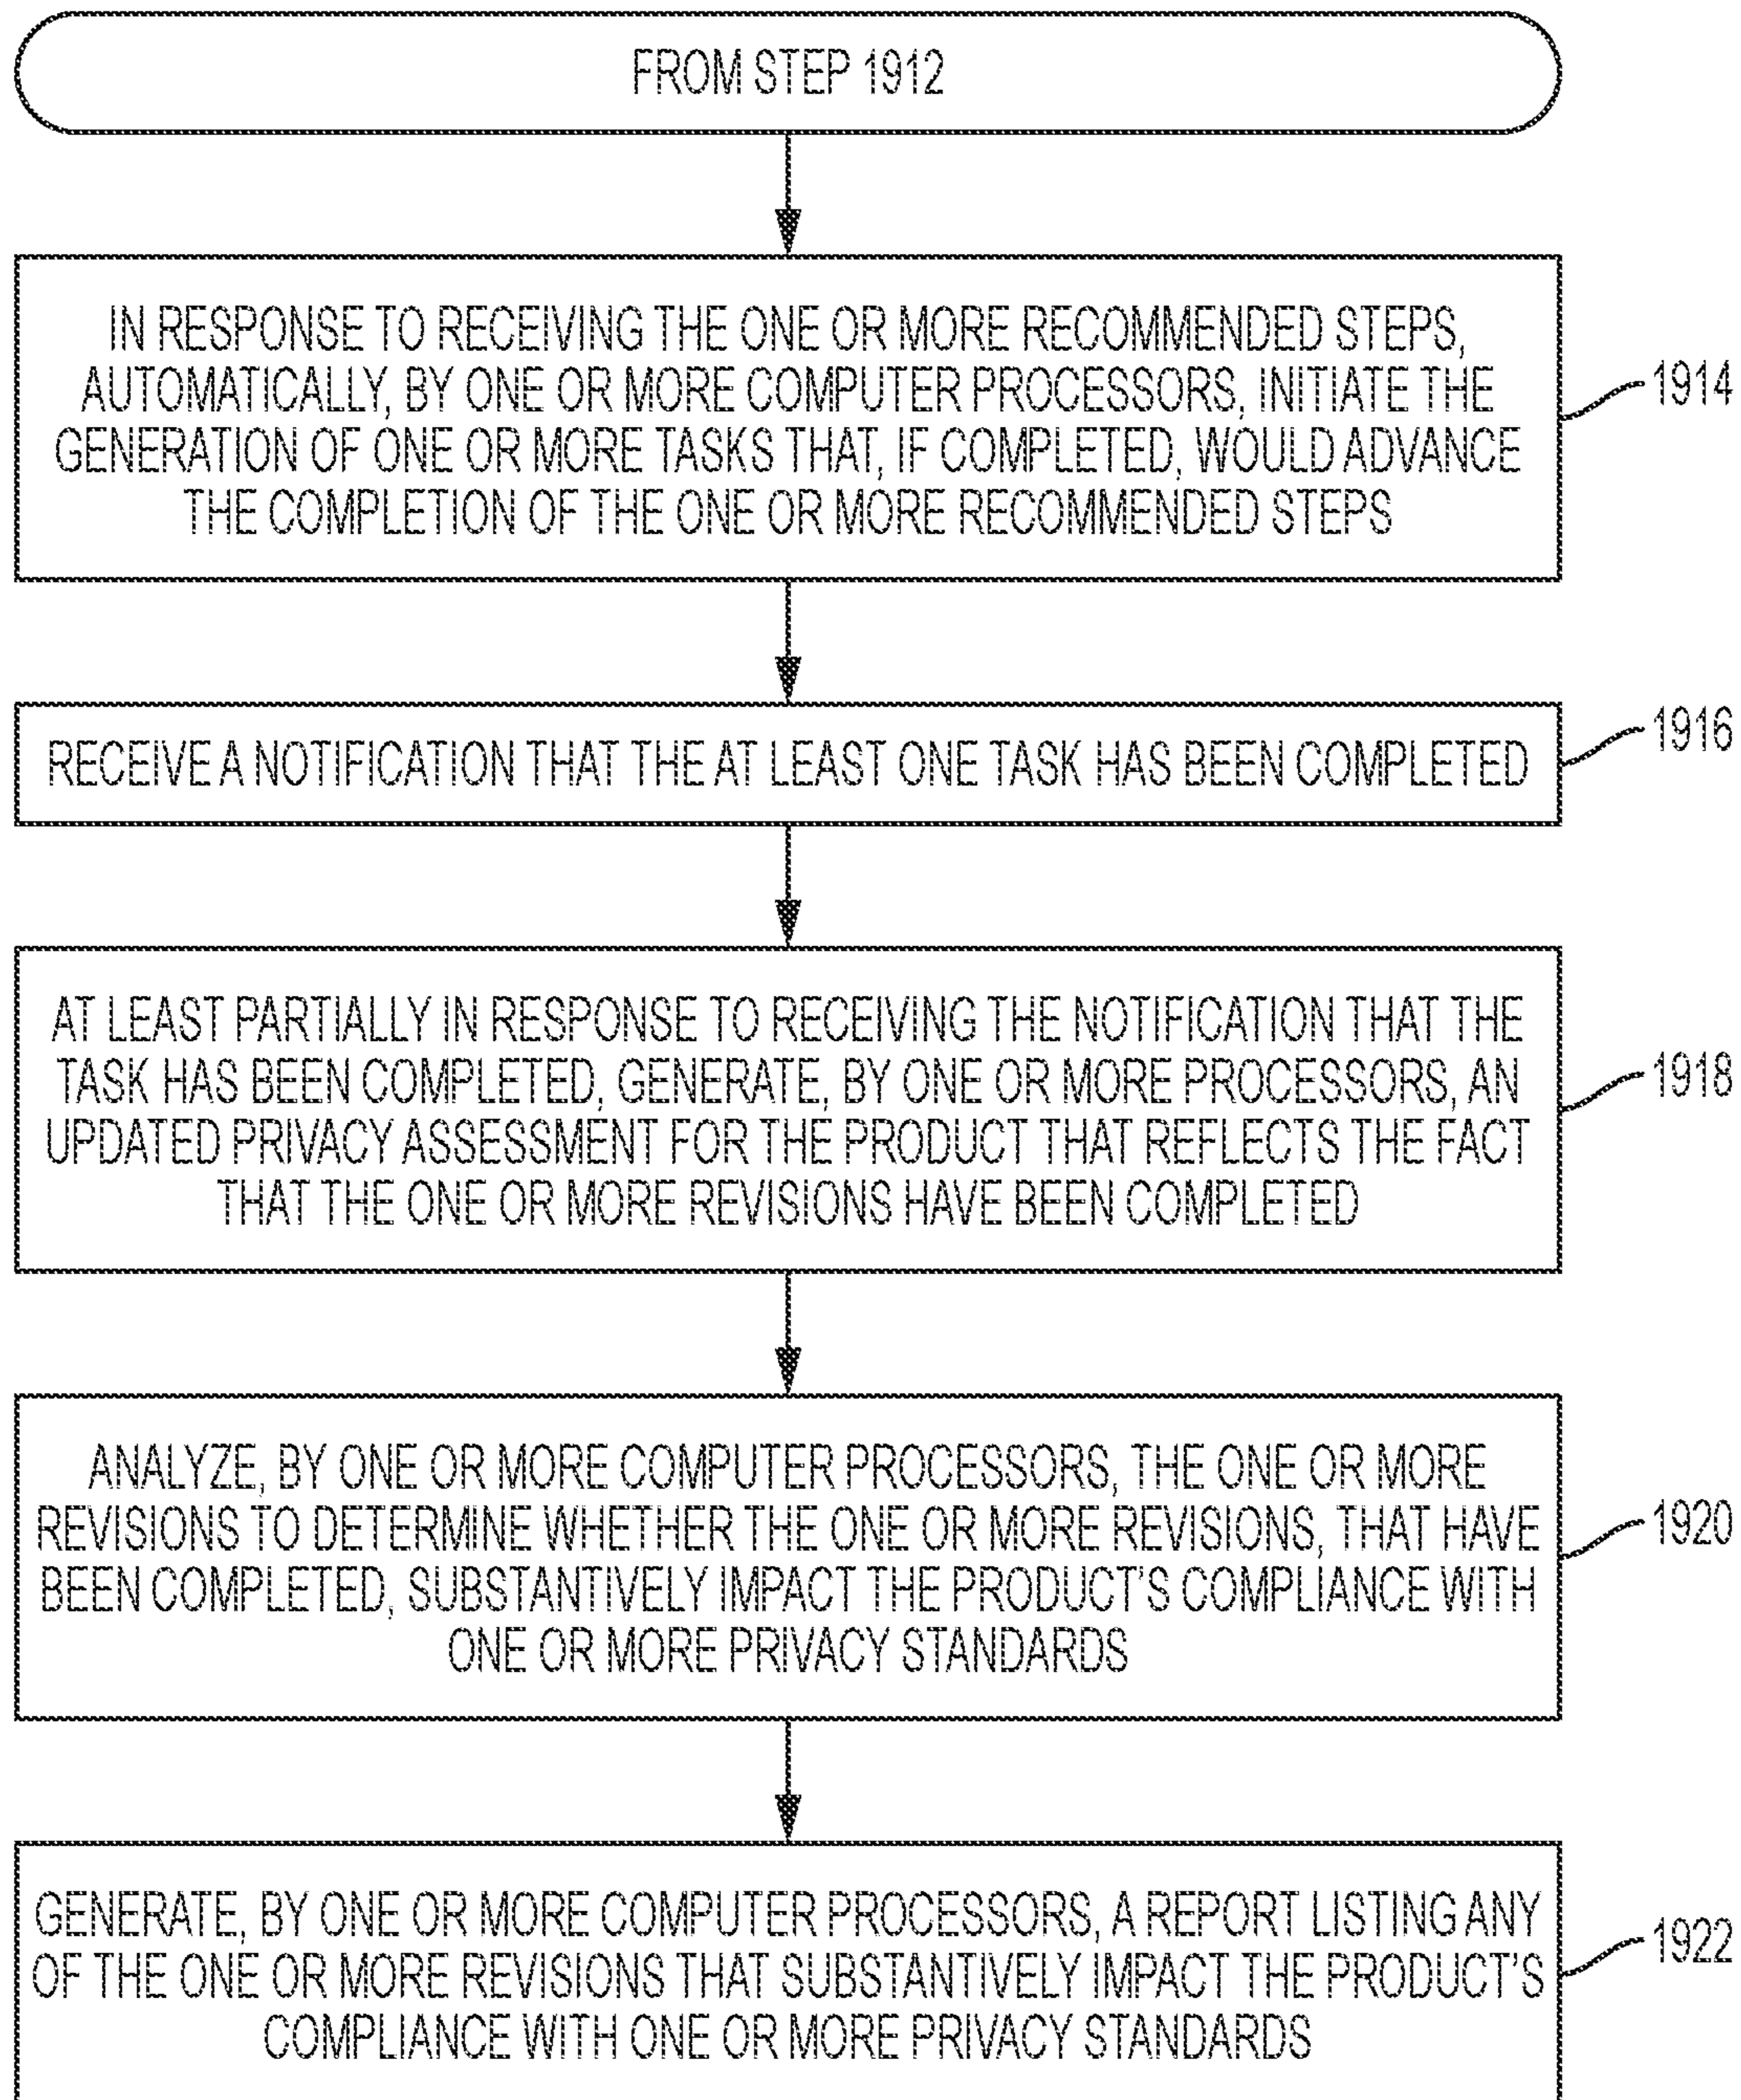 FROM STEP 1912
IN RESPONSE TO RECEIVING THE ONE OR MORE RECOMMENDED STEPS,
AUTOMATICALLY, BY ONE OR MORE COMPUTER PROCESSORS, INITIATE THE
GENERATION OF ONE OR MORE TASKS THAT, IF COMPLETED, WOULD ADVANCE
THE COMPLETION OF THE ONE OR MORE RECOMMENDED STEPS
1914
RECEIVE A NOTIFICATION THAT THE AT LEAST ONE TASK HAS BEEN COMPLETED
1916
AT LEAST PARTIALLY IN RESPONSE TO RECEIVING THE NOTIFICATION THAT THE
TASK HAS BEEN COMPLETED, GENERATE, BY ONE OR MORE PROCESSORS, AN
UPDATED PRIVACY ASSESSMENT FOR THE PRODUCT THAT REFLECTS THE FACT
THAT THE ONE OR MORE REVISIONS HAVE BEEN COMPLETED
1918
ANALYZE, BY ONE OR MORE COMPUTER PROCESSORS, THE ONE OR MORE
REVISIONS TO DETERMINE WHETHER THE ONE OR MORE REVISIONS, THAT HAVE
BEEN COMPLETED, SUBSTANTIVELY IMPACT THE PRODUCT'S COMPLIANCE WITH
ONE OR MORE PRIVACY STANDARDS
1920
GENERATE, BY ONE OR MORE COMPUTER PROCESSORS, A REPORT LISTING ANY
OF THE ONE OR MORE REVISIONS THAT SUBSTANTIVELY IMPACT THE PRODUCT'S
COMPLIANCE WITH ONE OR MORE PRIVACY STANDARDS
1922